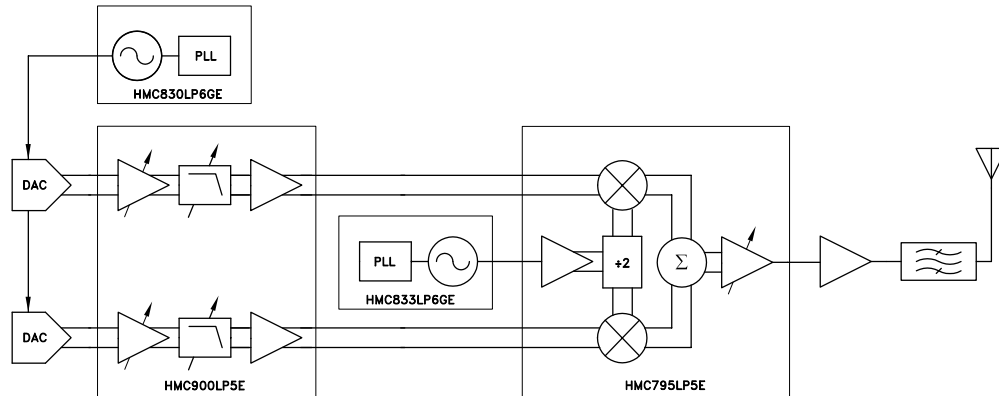 PLL
HMC830LP6GE
DAC
PLL
÷2
Σ
HMC833LP6GE
DAC
HMC900LP5E
HMC795LP5E